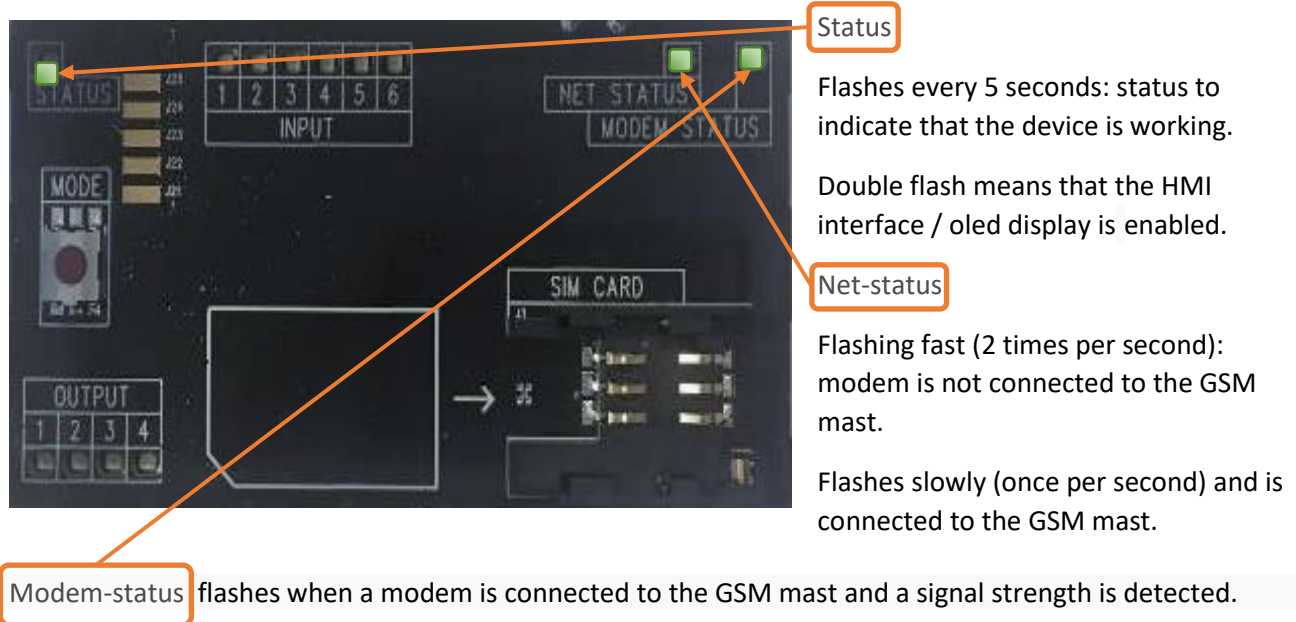 Status
Flashes every 5 seconds: status to
indicate that the device is working.
Double flash means that the HMI
interface / oled display is enabled.
Net-status
Flashing fast (2 times per second):
modem is not connected to the GSM
mast.
Flashes slowly (once per second) and is
connected to the GSM mast.
Modem-status flashes when a modem is connected to the GSM mast and a signal strength is detected.
STATUS
1 2 3 4 5 6
INPUT
NET STATUS
MODEM STATUS
J24
J23
J22
MODE
SIM CARD
J1
OUTPUT
1 2 3 4